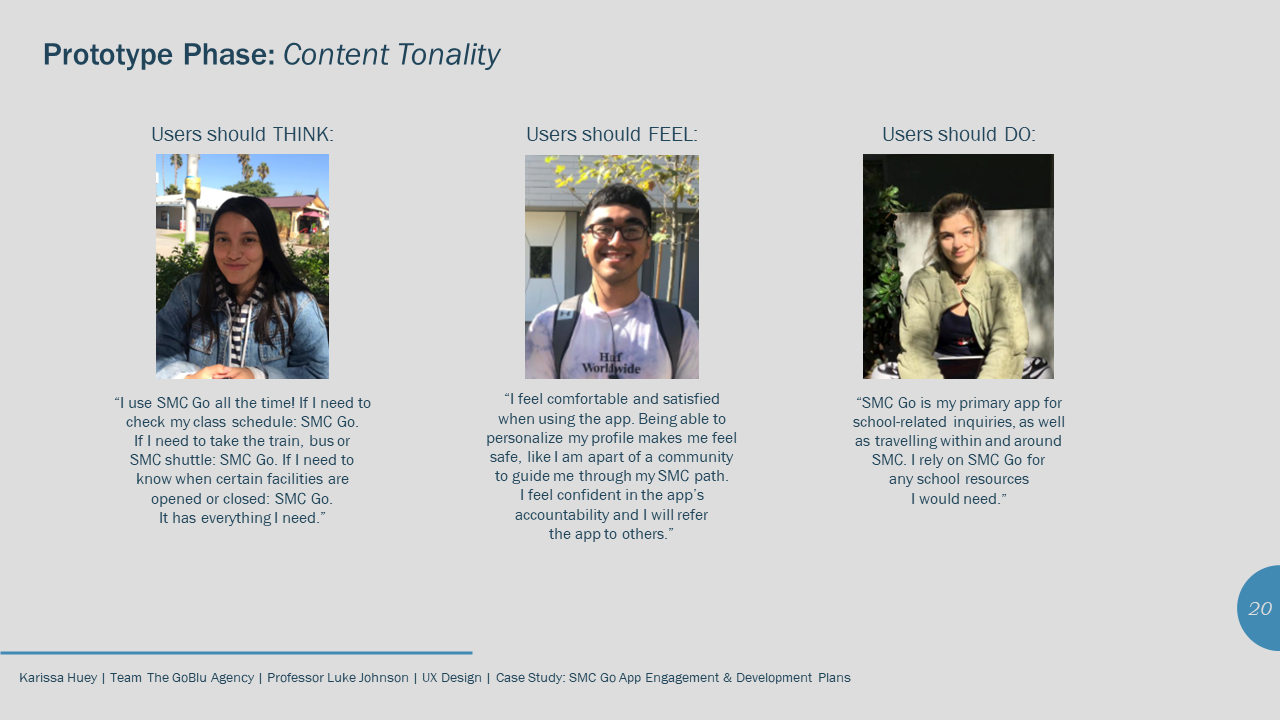 Prototype Phase: Content Tonality
Users should THINK:
“I use SMC Go all the time! If I need to
check my class schedule: SMC Go.
If I need to take the train, bus or
SMC shuttle: SMC Go. If I need to
know when certain facilities are
opened or closed: SMC Go.
It has everything I need.”
Users should FEEL:
Huf
Worldwide
“I feel comfortable and satisfied
when using the app. Being able to
personalize my profile makes me feel
safe, like I am apart of a community
to guide me through my SMC path.
I feel confident in the app’s
accountability and I will refer
the app to others.”
Users should DO:
“SMC Go is my primary app for
school-related inquiries, as well
as travelling within and around
SMC. I rely on SMC Go for
any school resources
I would need.”
20
Karissa Huey | Team The GoBlu Agency | Professor Luke Johnson | UX Design | Case Study: SMC Go App Engagement & Development Plans